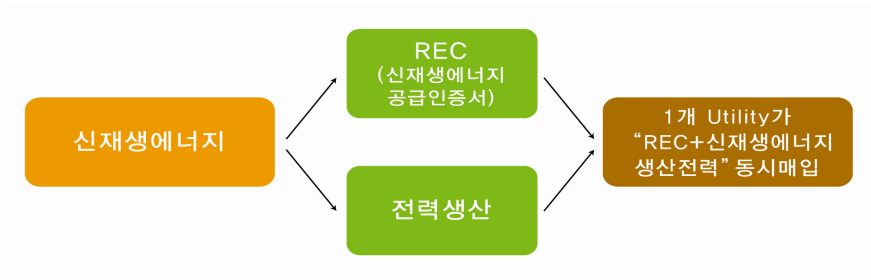 신재생에너지
REC
(신재생에너지
공급인증서)
전력생산
1개 Utility가
“REC+신재생에너지
생산전력” 동시매입